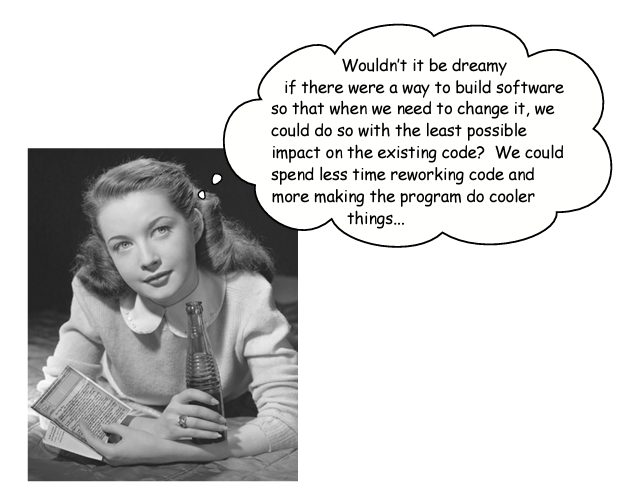 Wouldn't it be dreamy
if there were a way to build software
so that when we need to change it, we
could do so with the least possible
impact on the existing code?  We could
spend less time reworking code and
more making the program do cooler
things...